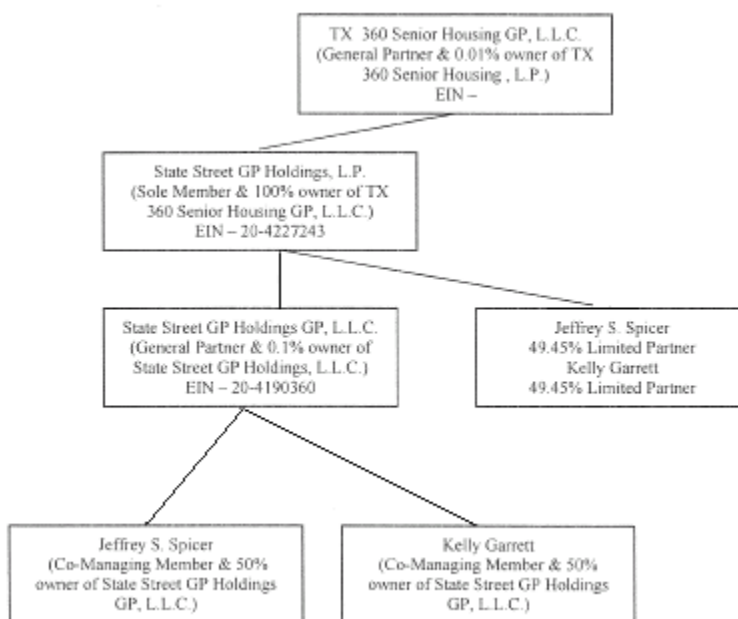 TX 360 Senior Housing GP, L.L.C.
(General Partner & 0.01% owner of TX
360 Senior Housing , L.P.)
EIN –
State Street GP Holdings, L.P.
(Sole Member & 100% owner of TX
360 Senior Housing GP, L.L.C.)
EIN – 20-4227243
State Street GP Holdings GP, L.L.C.
(General Partner & 0.1% owner of
State Street GP Holdings, L.L.C.)
EIN – 20-4190360
Jeffrey S. Spicer
49.45% Limited Partner
Kelly Garrett
49.45% Limited Partner
Jeffrey S. Spicer
(Co-Managing Member & 50%
owner of State Street GP Holdings
GP, L.L.C.)
Kelly Garrett
(Co-Managing Member & 50%
owner of State Street GP Holdings
GP, L.L.C.)